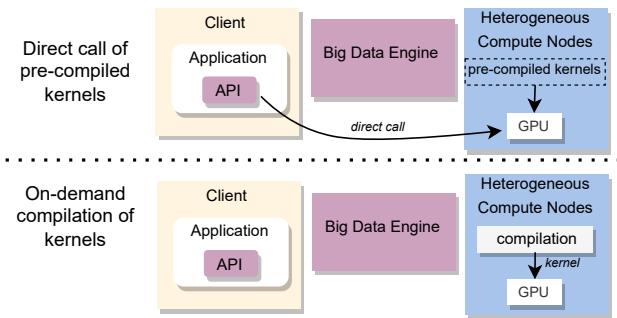 Direct call of
pre-compiled
kernels
Client
Application
API
Big Data Engine
Heterogeneous
Compute Nodes
pre-compiled kernels
GPU
direct call
On-demand
compilation of
kernels
Client
Application
API
Big Data Engine
Heterogeneous
Compute Nodes
compilation
kernel
GPU